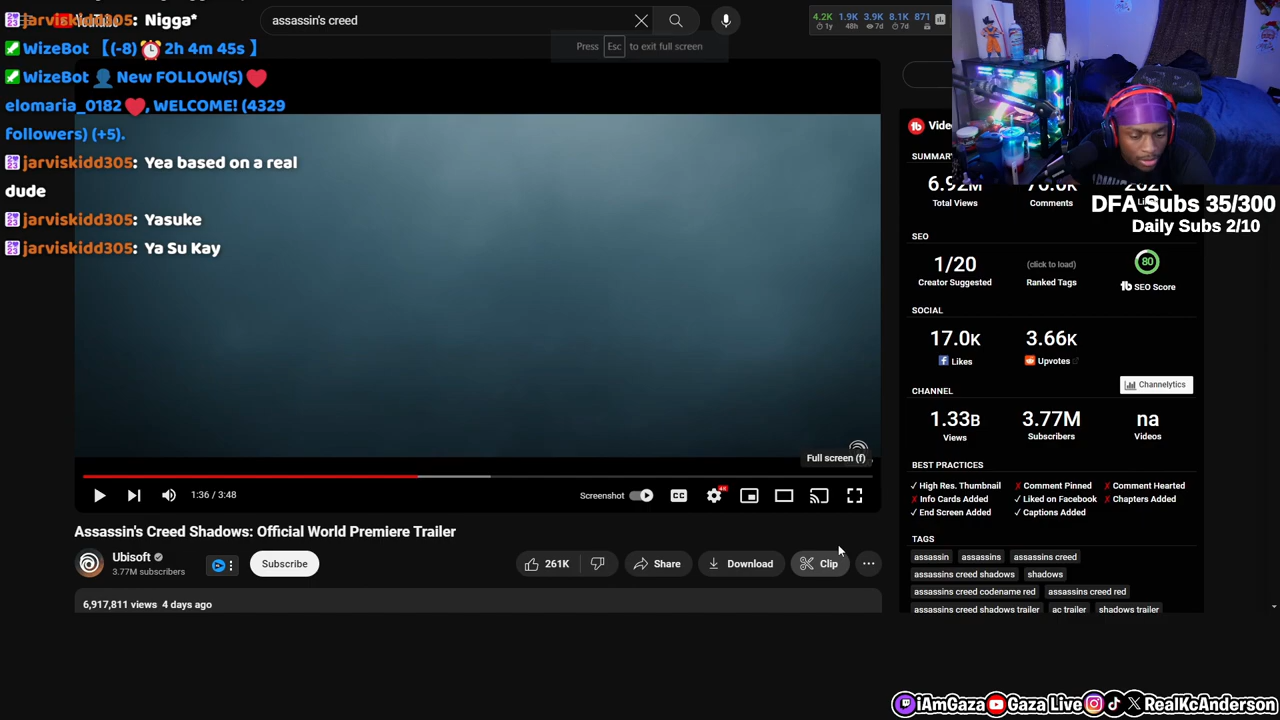 jarviskidd305: Nigga*
assassin's creed
4.2K 1.9K 3.9K 8.1K 871
1y 48h 7d 7d
WizeBot 【(-8) ⏰ 2h 4m 45s 】
Press Esc to exit full screen
WizeBot 👤 New FOLLOW(S) ❤
elomaria_0182 ❤, WELCOME! (4329
followers) (+5).
jarviskidd305: Yea based on a real
dude
jarviskidd305: Yasuke
jarviskidd305: Ya Su Kay
Full screen (f)
1:36 / 3:48
Screenshot
CC
4K
Assassin's Creed Shadows: Official World Premiere Trailer
Ubisoft
3.77M subscribers
Subscribe
261K
Share
Download
Clip
6,917,811 views 4 days ago
SUMMARY
6.92M
Total Views
Comments
DFA Subs 35/300
Daily Subs 2/10
SEO
1/20
Creator Suggested
(click to load)
Ranked Tags
80
SEO Score
SOCIAL
17.0K
Likes
3.66K
Upvotes
Channelytics
CHANNEL
1.33B
Views
3.77M
Subscribers
na
Videos
BEST PRACTICES
✓ High Res. Thumbnail ✗ Comment Pinned ✗ Comment Hearted
✗ Info Cards Added ✓ Liked on Facebook ✗ Chapters Added
✓ End Screen Added ✓ Captions Added
TAGS
assassin assassins assassins creed
assassins creed shadows shadows
assassins creed codename red assassins creed red
assassins creed shadows trailer ac trailer shadows trailer
iAmGaza Gaza Live RealKcAnderson